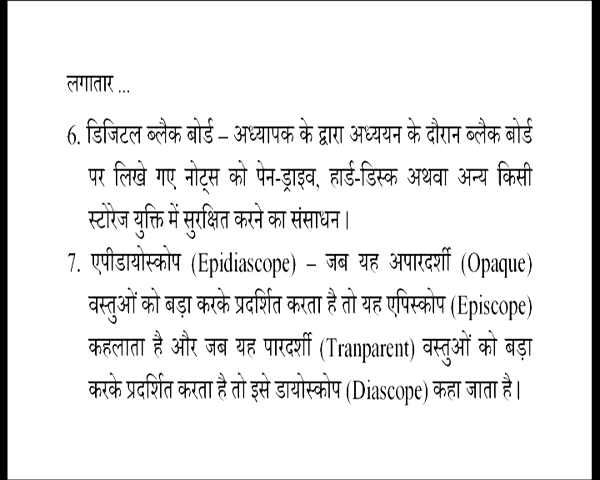 लगातार ...
6. डिजिटल ब्लैक बोर्ड – अध्यापक के द्वारा अध्ययन के दौरान ब्लैक बोर्ड
पर लिखे गए नोट्स को पेन-ड्राइव, हार्ड-डिस्क अथवा अन्य किसी
स्टोरेज युक्ति में सुरक्षित करने का संसाधन।
7. एपीडायोस्कोप (Epidiascope) – जब यह अपारदर्शी (Opaque)
वस्तुओं को बड़ा करके प्रदर्शित करता है तो यह एपिस्कोप (Episcope)
कहलाता है और जब यह पारदर्शी (Tranparent) वस्तुओं को बड़ा
करके प्रदर्शित करता है तो इसे डायोस्कोप (Diascope) कहा जाता है।